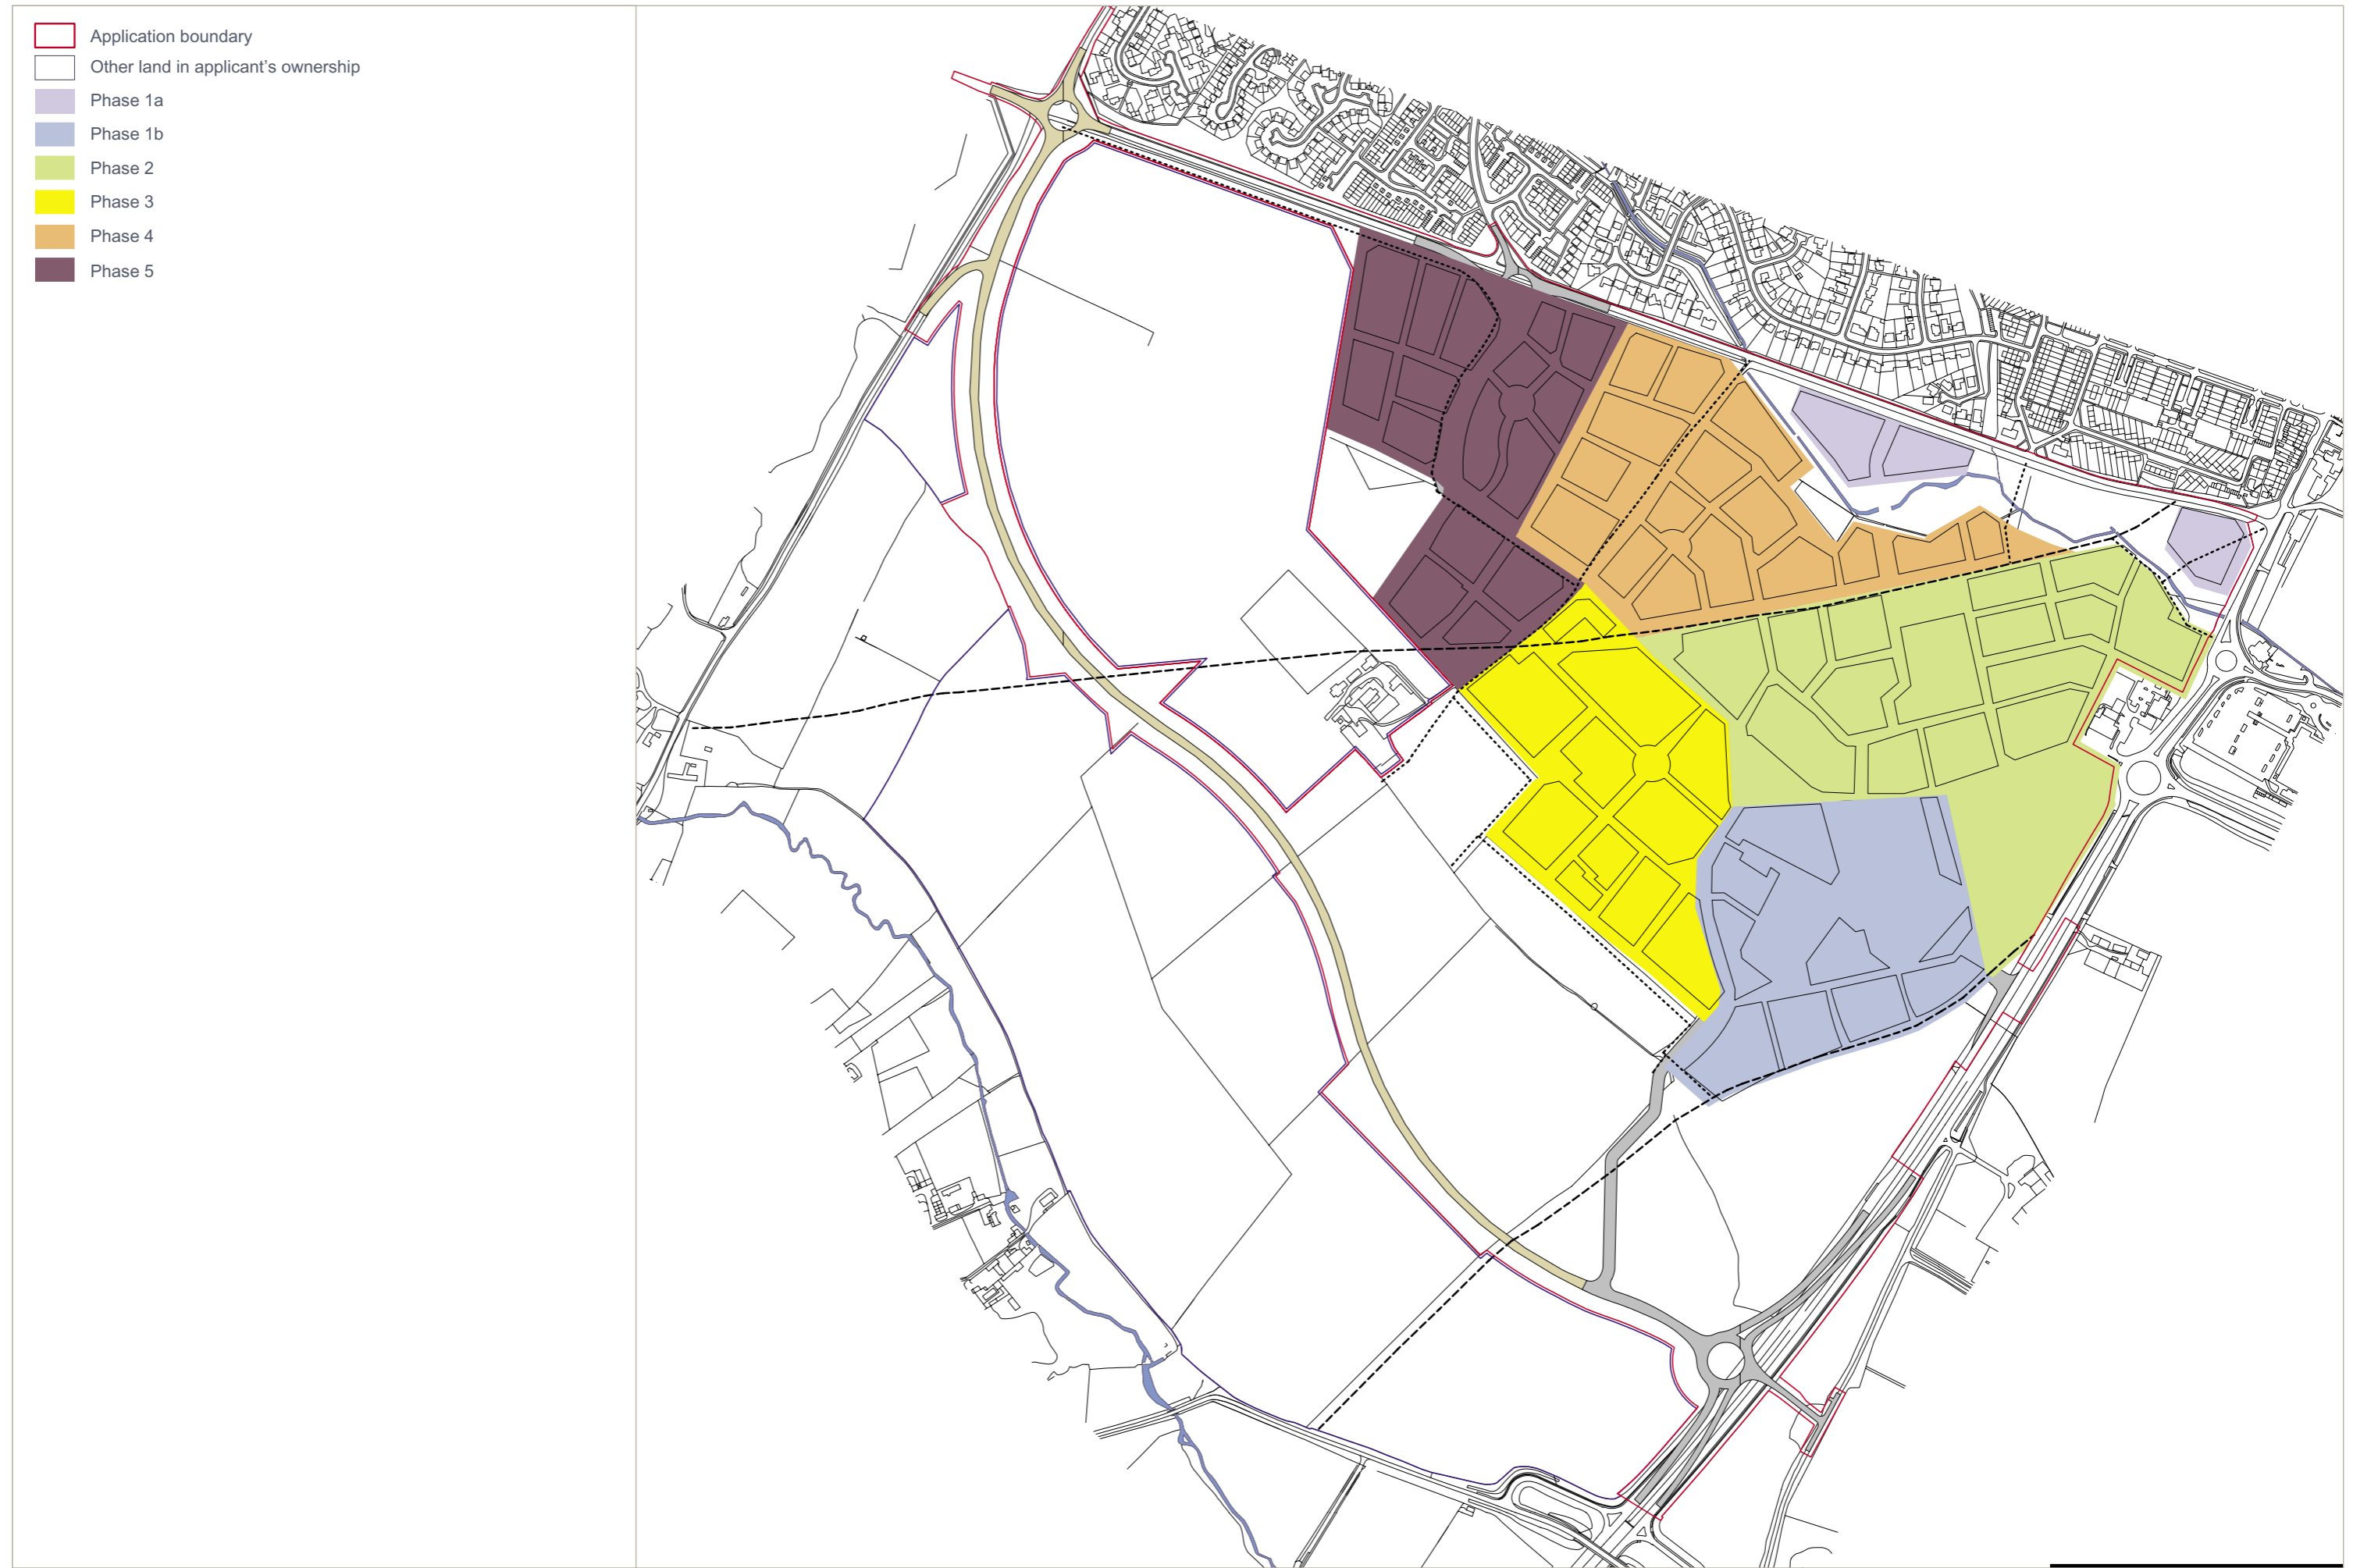 Application boundary
Other land in applicant's ownership
Phase 1a
Phase 1b
Phase 2
Phase 3
Phase 4
Phase 5